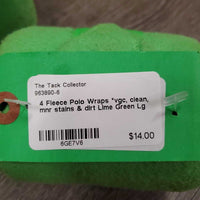 The Tack Collector
963890-6
4 Fleece Polo Wraps *vgc, clean,
mnr stains & dirt Lime Green Lg
6GE7V6
$14.00